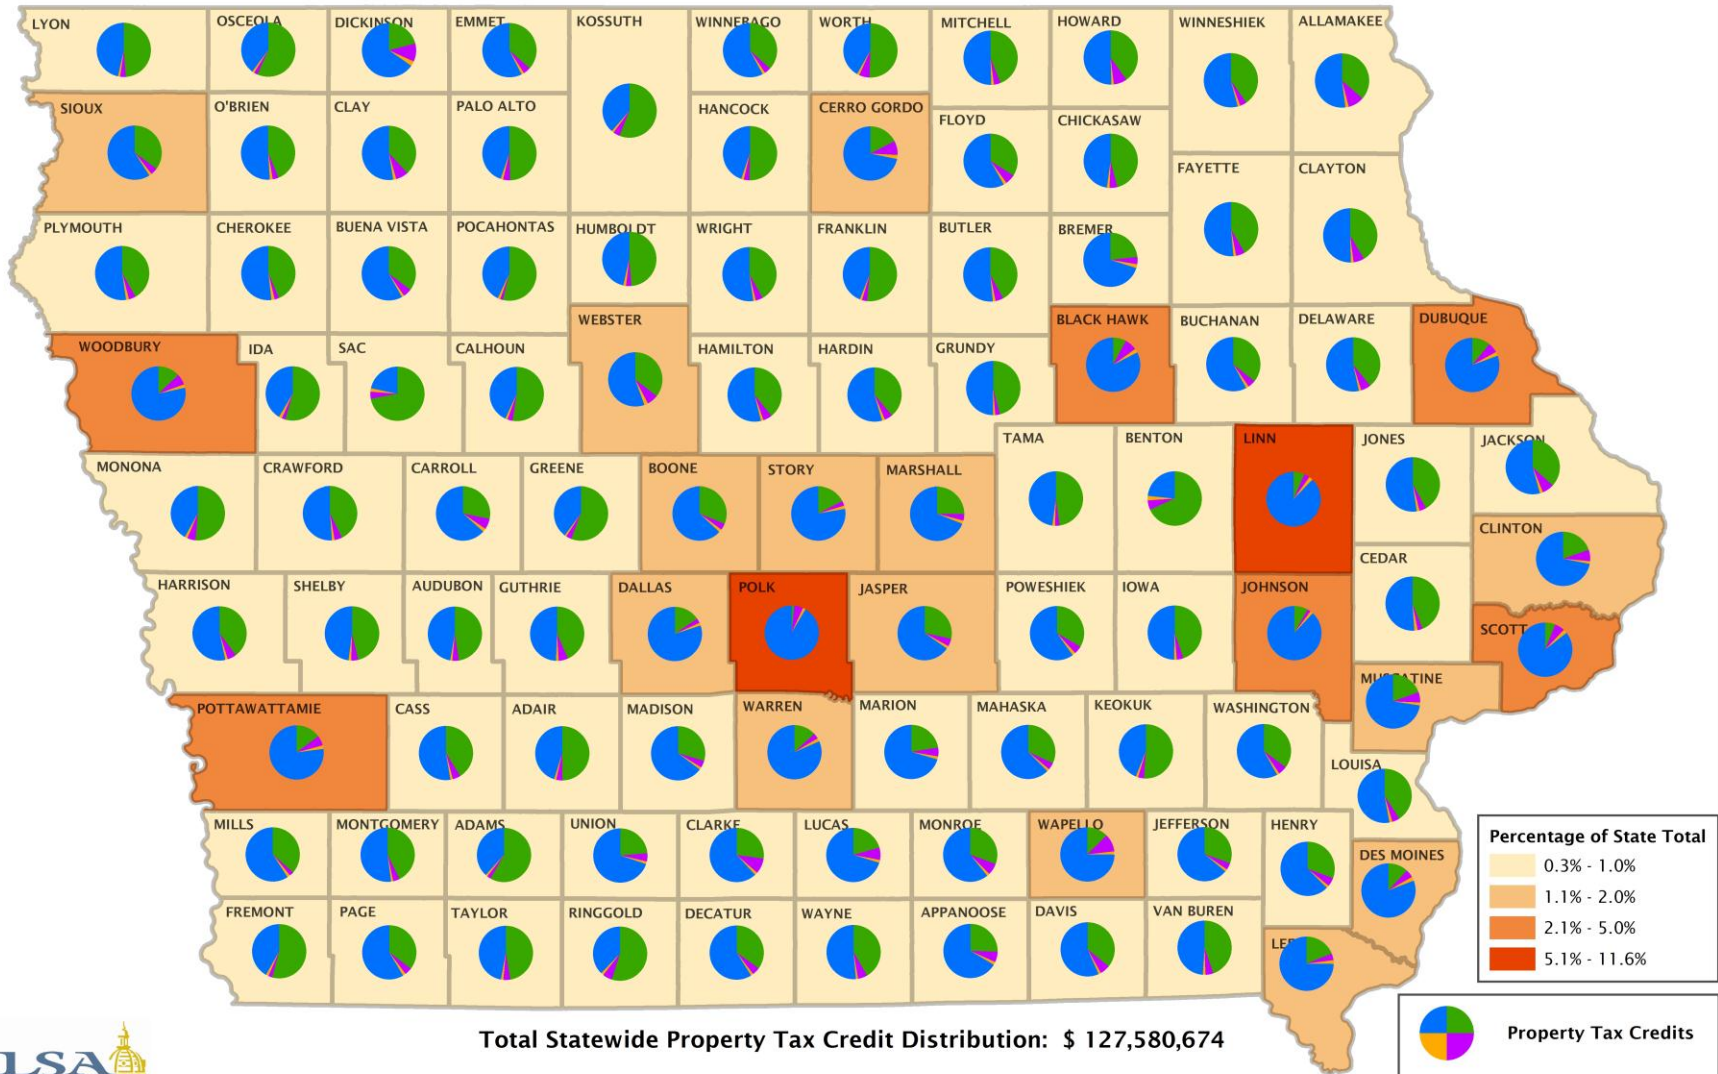 LYON
OSCEOLA
DICKINSON
EMMET
KOSSUTH
WINNEBAGO
WORTH
MITCHELL
HOWARD
WINNESHIEK
ALLAMAKEE
SIOUX
O'BRIEN
CLAY
PALO ALTO
HANCOCK
CERRO GORDO
FLOYD
CHICKASAW
FAYETTE
CLAYTON
PLYMOUTH
CHEROKEE
BUENA VISTA
POCAHONTAS
HUMBOLDT
WRIGHT
FRANKLIN
BUTLER
BREMER
WEBSTER
BLACK HAWK
BUCHANAN
DELAWARE
DUBUQUE
WOODBURY
IDA
SAC
CALHOUN
HAMILTON
HARDIN
GRUNDY
TAMA
BENTON
LINN
JONES
JACKSON
MONONA
CRAWFORD
CARROLL
GREENE
BOONE
STORY
MARSHALL
CLINTON
CEDAR
HARRISON
SHELBY
AUDUBON
GUTHRIE
DALLAS
POLK
JASPER
POWESHIEK
IOWA
JOHNSON
SCOTT
MUSCATINE
POTTAWATTAMIE
CASS
ADAIR
MADISON
WARREN
MARION
MAHASKA
KEOKUK
WASHINGTON
LOUISA
MILLS
MONTGOMERY
ADAMS
UNION
CLARKE
LUCAS
MONROE
WAPELLO
JEFFERSON
HENRY
DES MOINES
FREMONT
PAGE
TAYLOR
RINGGOLD
DECATUR
WAYNE
APPANOOSE
DAVIS
VAN BUREN
LEE
Percentage of State Total
0.3% - 1.0%
1.1% - 2.0%
2.1% - 5.0%
5.1% - 11.6%
Property Tax Credits
Total Statewide Property Tax Credit Distribution: $ 127,580,674
LSA